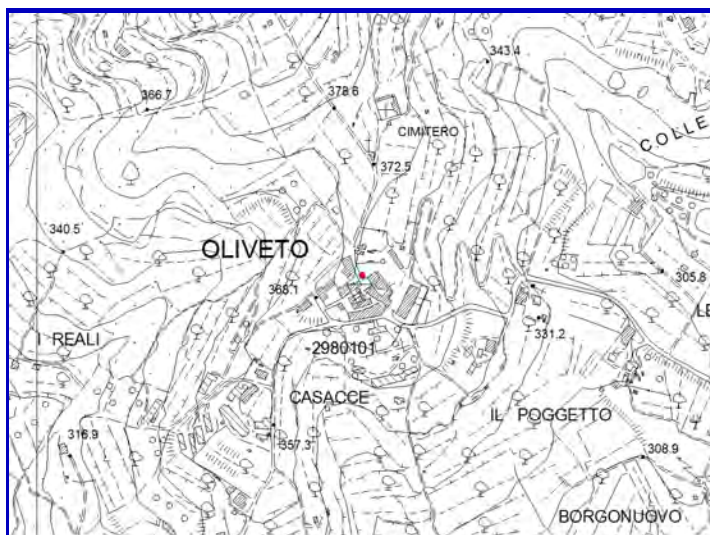 343.4
378.6
366.7
CIMITERO
COLLE
372.5
340.5
OLIVETO
305.8
368.1
331.2
I REALI
-2980101
CASACCE
IL POGGETTO
316.9
357.3
308.9
BORGONUOVO